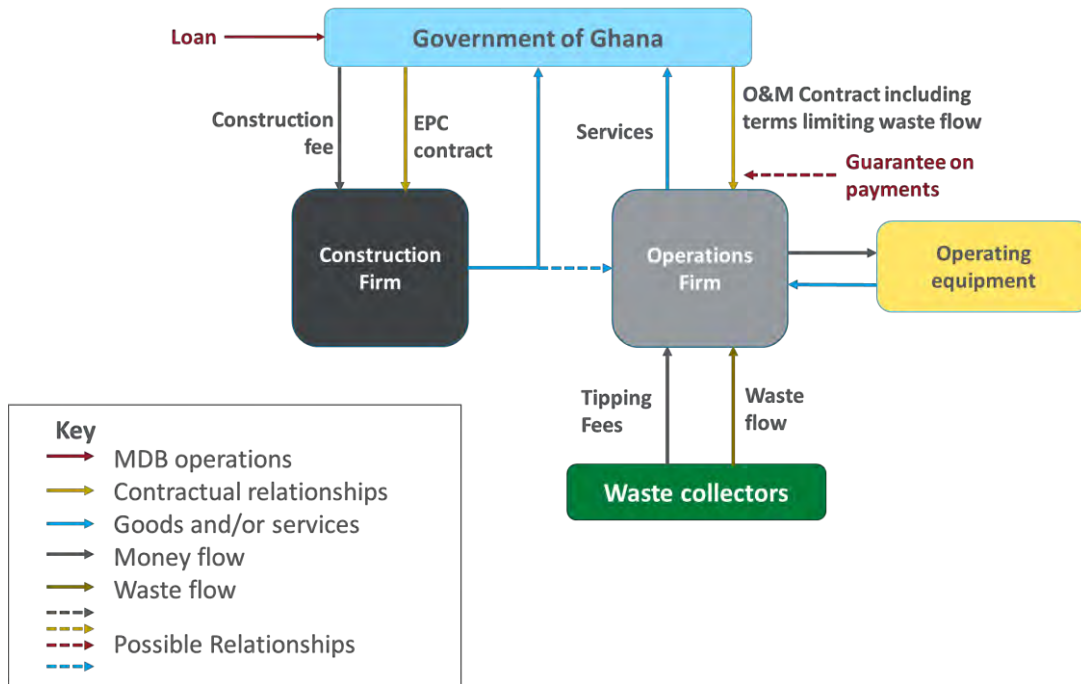 Loan
Government of Ghana
Construction
fee
EPC
contract
Services
O&M Contract including
terms limiting waste flow
Guarantee on
payments
Construction
Firm
Operations
Firm
Operating
equipment
Tipping
Fees
Waste
flow
Waste collectors
Key
MDB operations
Contractual relationships
Goods and/or services
Money flow
Waste flow
Possible Relationships